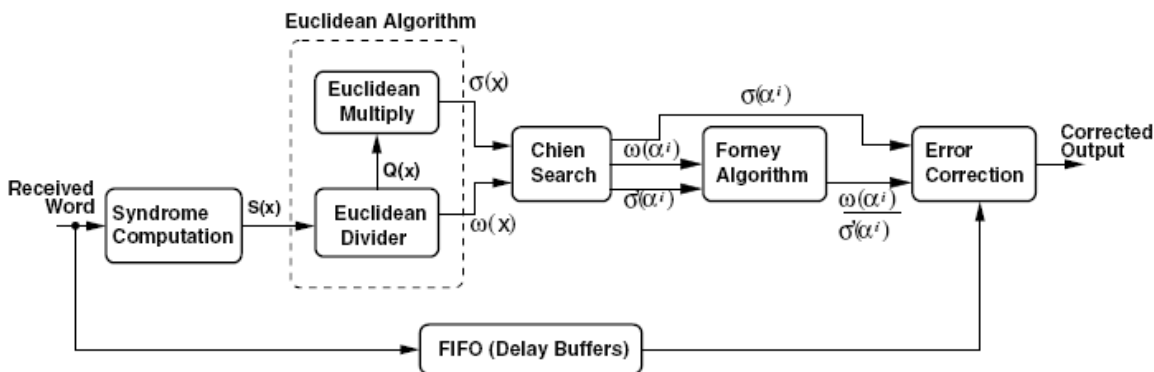 Euclidean Algorithm
Euclidean
Multiply
σ(x)
Q(x)
Euclidean
Divider
ω(x)
Received
Word
Syndrome
Computation
S(x)
Chien
Search
σ(αⁱ)
ω(αⁱ)
σ'(αⁱ)
Forney
Algorithm
ω(αⁱ)
σ'(αⁱ)
Error
Correction
Corrected
Output
FIFO (Delay Buffers)